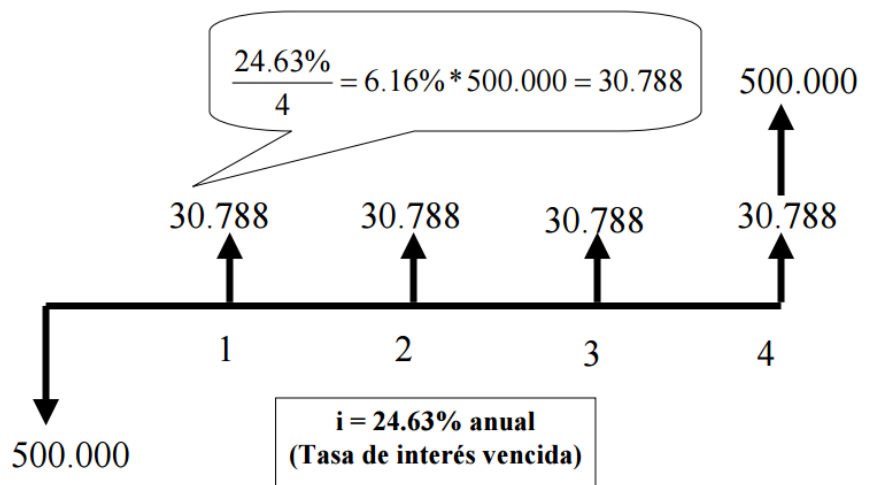 24.63%
4
= 6.16% * 500.000 = 30.788
500.000
30.788 30.788 30.788 30.788
1 2 3 4
500.000
i = 24.63% anual
(Tasa de interés vencida)